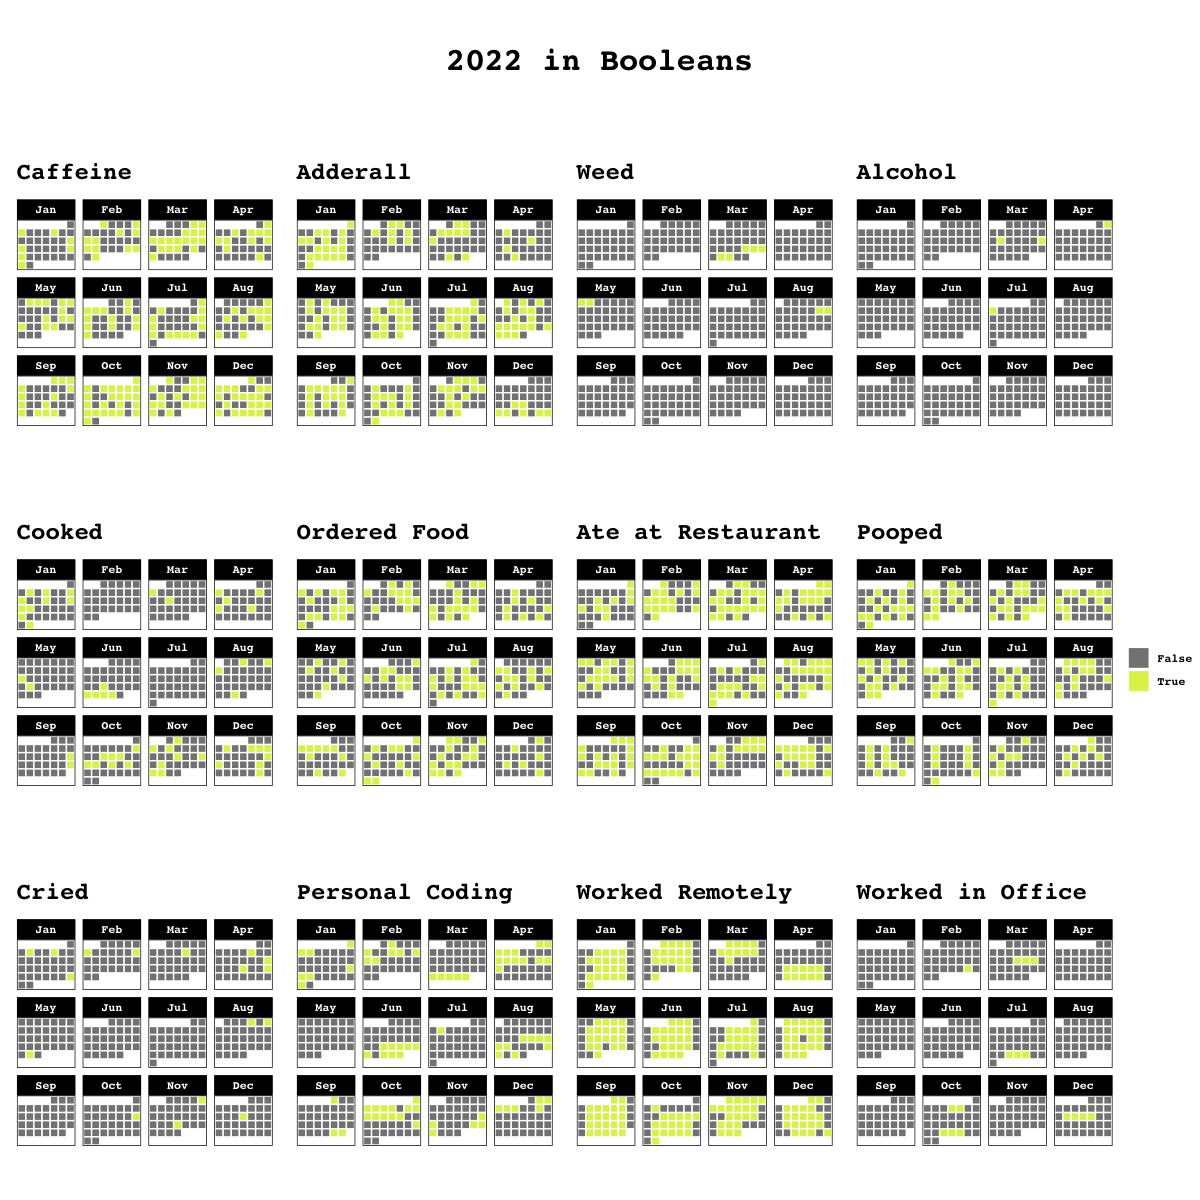 2022 in Booleans
Caffeine Adderall Weed Alcohol
Jan Feb Mar Apr Jan Feb Mar Apr Jan Feb Mar Apr Jan Feb Mar Apr
May Jun Jul Aug May Jun Jul Aug May Jun Jul Aug May Jun Jul Aug
Sep Oct Nov Dec Sep Oct Nov Dec Sep Oct Nov Dec Sep Oct Nov Dec
Cooked Ordered Food Ate at Restaurant Pooped
Jan Feb Mar Apr Jan Feb Mar Apr Jan Feb Mar Apr Jan Feb Mar Apr
May Jun Jul Aug May Jun Jul Aug May Jun Jul Aug May Jun Jul Aug
False
True
Sep Oct Nov Dec Sep Oct Nov Dec Sep Oct Nov Dec Sep Oct Nov Dec
Cried Personal Coding Worked Remotely Worked in Office
Jan Feb Mar Apr Jan Feb Mar Apr Jan Feb Mar Apr Jan Feb Mar Apr
May Jun Jul Aug May Jun Jul Aug May Jun Jul Aug May Jun Jul Aug
Sep Oct Nov Dec Sep Oct Nov Dec Sep Oct Nov Dec Sep Oct Nov Dec